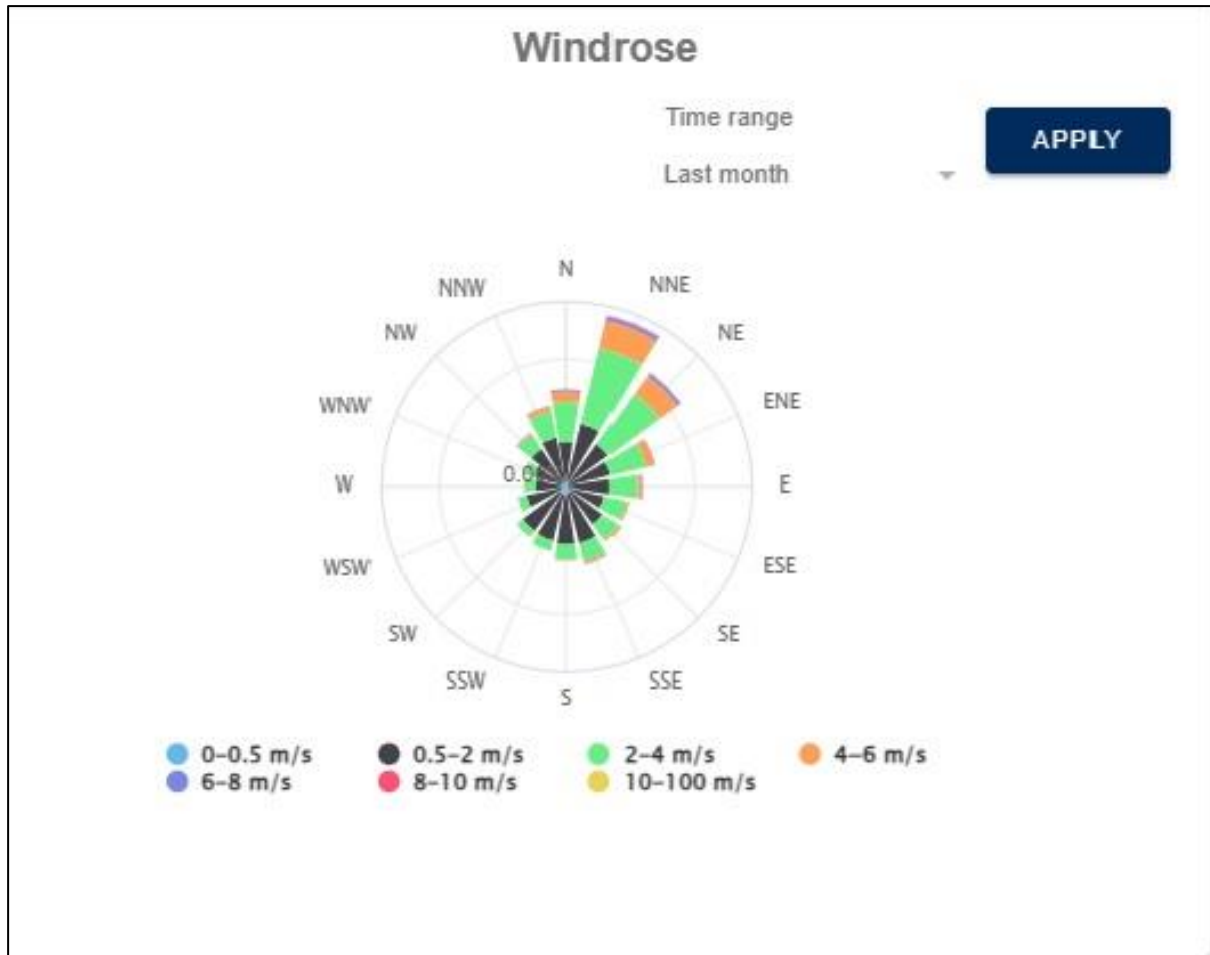 Windrose
Time range
APPLY
Last month
N
NNW
NNE
NW
NE
WNW
ENE
W
E
WSW
ESE
SW
SE
SSW
SSE
S
0–0.5 m/s
0.5–2 m/s
2–4 m/s
4–6 m/s
6–8 m/s
8–10 m/s
10–100 m/s